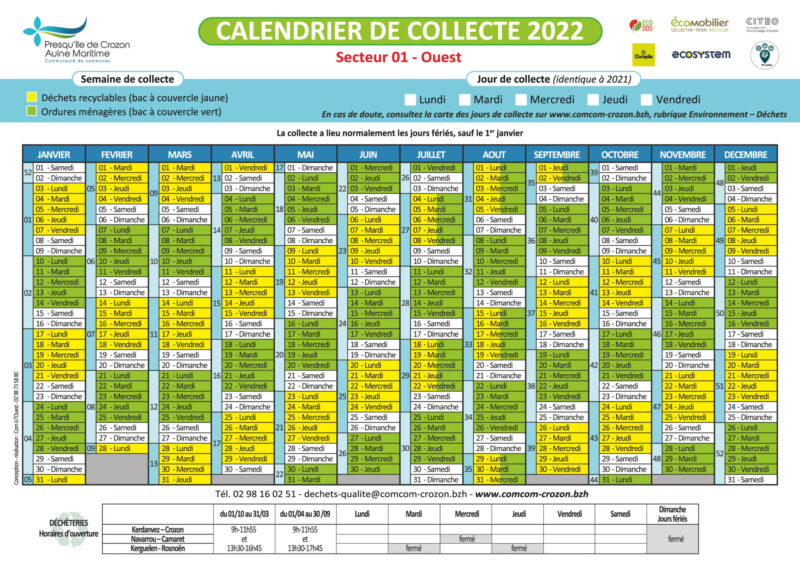 Presqu'île de Crozon
Aulne Maritime
Communauté de communes
CALENDRIER DE COLLECTE 2022
Secteur 01 - Ouest
ECO DDS
écomobilier
COLLECTER • TRIER • RECYCLER
CITEO
Corepile
ecosystem
Semaine de collecte
Jour de collecte (identique à 2021)
Déchets recyclables (bac à couvercle jaune)
Ordures ménagères (bac à couvercle vert)
Lundi Mardi Mercredi Jeudi Vendredi
En cas de doute, consultez la carte des jours de collecte sur www.comcom-crozon.bzh, rubrique Environnement – Déchets
La collecte a lieu normalement les jours fériés, sauf le 1er janvier
JANVIER FEVRIER MARS AVRIL MAI JUIN JUILLET AOUT SEPTEMBRE OCTOBRE NOVEMBRE DECEMBRE
52 01 - Samedi 01 - Mardi 01 - Mardi 01 - Vendredi 17 01 - Dimanche 01 - Mercredi 01 - Vendredi 01 - Lundi 01 - Jeudi 39 01 - Samedi 01 - Mardi 01 - Jeudi
02 - Dimanche 02 - Mercredi 02 - Mercredi 13 02 - Samedi 02 - Lundi 02 - Jeudi 26 02 - Samedi 02 - Mardi 35 02 - Vendredi 02 - Dimanche 02 - Mercredi 48 02 - Vendredi
03 - Lundi 05 03 - Jeudi 09 03 - Jeudi 03 - Dimanche 03 - Mardi 22 03 - Vendredi 03 - Dimanche 03 - Mercredi 03 - Samedi 03 - Lundi 44 03 - Jeudi 03 - Samedi
04 - Mardi 04 - Vendredi 04 - Vendredi 04 - Lundi 04 - Mercredi 04 - Samedi 04 - Lundi 31 04 - Jeudi 04 - Dimanche 04 - Mardi 04 - Vendredi 04 - Dimanche
05 - Mercredi 05 - Samedi 05 - Samedi 05 - Mardi 18 05 - Jeudi 05 - Dimanche 05 - Mardi 05 - Vendredi 05 - Lundi 05 - Mercredi 05 - Samedi 05 - Lundi
01 06 - Jeudi 06 - Dimanche 06 - Dimanche 06 - Mercredi 06 - Vendredi 06 - Lundi 06 - Mercredi 06 - Samedi 06 - Mardi 40 06 - Jeudi 06 - Dimanche 06 - Mardi
07 - Vendredi 07 - Lundi 07 - Lundi 14 07 - Jeudi 07 - Samedi 07 - Mardi 27 07 - Jeudi 07 - Dimanche 07 - Mercredi 07 - Vendredi 07 - Lundi 07 - Mercredi
08 - Samedi 08 - Mardi 08 - Mardi 08 - Vendredi 08 - Dimanche 08 - Mercredi 08 - Vendredi 08 - Lundi 36 08 - Jeudi 08 - Samedi 08 - Mardi 49 08 - Jeudi
09 - Dimanche 09 - Mercredi 09 - Mercredi 09 - Samedi 09 - Lundi 23 09 - Jeudi 09 - Samedi 09 - Mardi 09 - Vendredi 09 - Dimanche 09 - Mercredi 09 - Vendredi
10 - Lundi 06 10 - Jeudi 10 10 - Jeudi 10 - Dimanche 10 - Mardi 10 - Vendredi 10 - Dimanche 10 - Mercredi 10 - Samedi 10 - Lundi 45 10 - Jeudi 10 - Samedi
11 - Mardi 11 - Vendredi 11 - Vendredi 11 - Lundi 11 - Mercredi 11 - Samedi 11 - Lundi 32 11 - Jeudi 11 - Dimanche 11 - Mardi 11 - Vendredi 11 - Dimanche
12 - Mercredi 12 - Samedi 12 - Samedi 12 - Mardi 19 12 - Jeudi 12 - Dimanche 12 - Mardi 12 - Vendredi 12 - Lundi 12 - Mercredi 12 - Samedi 12 - Lundi
02 13 - Jeudi 13 - Dimanche 13 - Dimanche 13 - Mercredi 13 - Vendredi 13 - Lundi 13 - Mercredi 13 - Samedi 13 - Mardi 41 13 - Jeudi 13 - Dimanche 13 - Mardi
14 - Vendredi 14 - Lundi 14 - Lundi 15 14 - Jeudi 14 - Samedi 14 - Mardi 28 14 - Jeudi 14 - Dimanche 14 - Mercredi 14 - Vendredi 14 - Lundi 14 - Mercredi
15 - Samedi 15 - Mardi 15 - Mardi 15 - Vendredi 15 - Dimanche 15 - Mercredi 15 - Vendredi 15 - Lundi 37 15 - Jeudi 15 - Samedi 15 - Mardi 50 15 - Jeudi
16 - Dimanche 16 - Mercredi 16 - Mercredi 16 - Samedi 16 - Lundi 24 16 - Jeudi 16 - Samedi 16 - Mardi 16 - Vendredi 16 - Dimanche 16 - Mercredi 16 - Vendredi
17 - Lundi 07 17 - Jeudi 11 17 - Jeudi 17 - Dimanche 17 - Mardi 17 - Vendredi 17 - Dimanche 17 - Mercredi 17 - Samedi 17 - Lundi 46 17 - Jeudi 17 - Samedi
18 - Mardi 18 - Vendredi 18 - Vendredi 18 - Lundi 18 - Mercredi 18 - Samedi 18 - Lundi 33 18 - Jeudi 18 - Dimanche 18 - Mardi 18 - Vendredi 18 - Dimanche
19 - Mercredi 19 - Samedi 19 - Samedi 19 - Mardi 20 19 - Jeudi 19 - Dimanche 19 - Mardi 19 - Vendredi 19 - Lundi 19 - Mercredi 19 - Samedi 19 - Lundi
03 20 - Jeudi 20 - Dimanche 20 - Dimanche 20 - Mercredi 20 - Vendredi 20 - Lundi 20 - Mercredi 20 - Samedi 20 - Mardi 42 20 - Jeudi 20 - Dimanche 20 - Mardi
21 - Vendredi 21 - Lundi 21 - Lundi 16 21 - Jeudi 21 - Samedi 21 - Mardi 29 21 - Jeudi 21 - Dimanche 21 - Mercredi 21 - Vendredi 21 - Lundi 21 - Mercredi
22 - Samedi 22 - Mardi 22 - Mardi 22 - Vendredi 22 - Dimanche 22 - Mercredi 22 - Vendredi 22 - Lundi 38 22 - Jeudi 22 - Samedi 22 - Mardi 51 22 - Jeudi
23 - Dimanche 23 - Mercredi 23 - Mercredi 23 - Samedi 23 - Lundi 25 23 - Jeudi 23 - Samedi 23 - Mardi 23 - Vendredi 23 - Dimanche 23 - Mercredi 23 - Vendredi
24 - Lundi 08 24 - Jeudi 12 24 - Jeudi 24 - Dimanche 24 - Mardi 24 - Vendredi 24 - Dimanche 24 - Mercredi 24 - Samedi 24 - Lundi 47 24 - Jeudi 24 - Samedi
25 - Mardi 25 - Vendredi 25 - Vendredi 25 - Lundi 25 - Mercredi 25 - Samedi 25 - Lundi 34 25 - Jeudi 25 - Dimanche 25 - Mardi 25 - Vendredi 25 - Dimanche
26 - Mercredi 26 - Samedi 26 - Samedi 26 - Mardi 21 26 - Jeudi 26 - Dimanche 26 - Mardi 26 - Vendredi 26 - Lundi 26 - Mercredi 26 - Samedi 26 - Lundi
04 27 - Jeudi 27 - Dimanche 27 - Dimanche 27 - Mercredi 27 - Vendredi 27 - Lundi 27 - Mercredi 27 - Samedi 27 - Mardi 43 27 - Jeudi 27 - Dimanche 27 - Mardi
28 - Vendredi 09 28 - Lundi 28 - Lundi 17 28 - Jeudi 28 - Samedi 28 - Mardi 30 28 - Jeudi 28 - Dimanche 39 28 - Mercredi 28 - Vendredi 28 - Lundi 28 - Mercredi
29 - Samedi 29 - Mardi 29 - Vendredi 29 - Dimanche 26 29 - Mercredi 29 - Vendredi 29 - Lundi 29 - Jeudi 29 - Samedi 48 29 - Mardi 52 29 - Jeudi
30 - Dimanche 13 30 - Mercredi 30 - Samedi 22 30 - Lundi 30 - Jeudi 30 - Samedi 35 30 - Mardi 30 - Vendredi 30 - Dimanche 30 - Mercredi 30 - Vendredi
05 31 - Lundi 31 - Jeudi 31 - Mardi 31 - Dimanche 31 - Mercredi 44 31 - Lundi 31 - Samedi
Tél. 02 98 16 02 51 - dechets-qualite@comcom-crozon.bzh - www.comcom-crozon.bzh
DÉCHÈTERIES
Horaires d'ouverture
du 01/10 au 31/03 du 01/04 au 30 /09 Lundi Mardi Mercredi Jeudi Vendredi Samedi Dimanche Jours fériés
Kerdanvez – Crozon 9h-11h55 9h-11h55
Navarrou – Camaret et et fermé fermé
Kerguelen - Rosnoën 13h30-16h45 13h30-17h45 fermé fermé